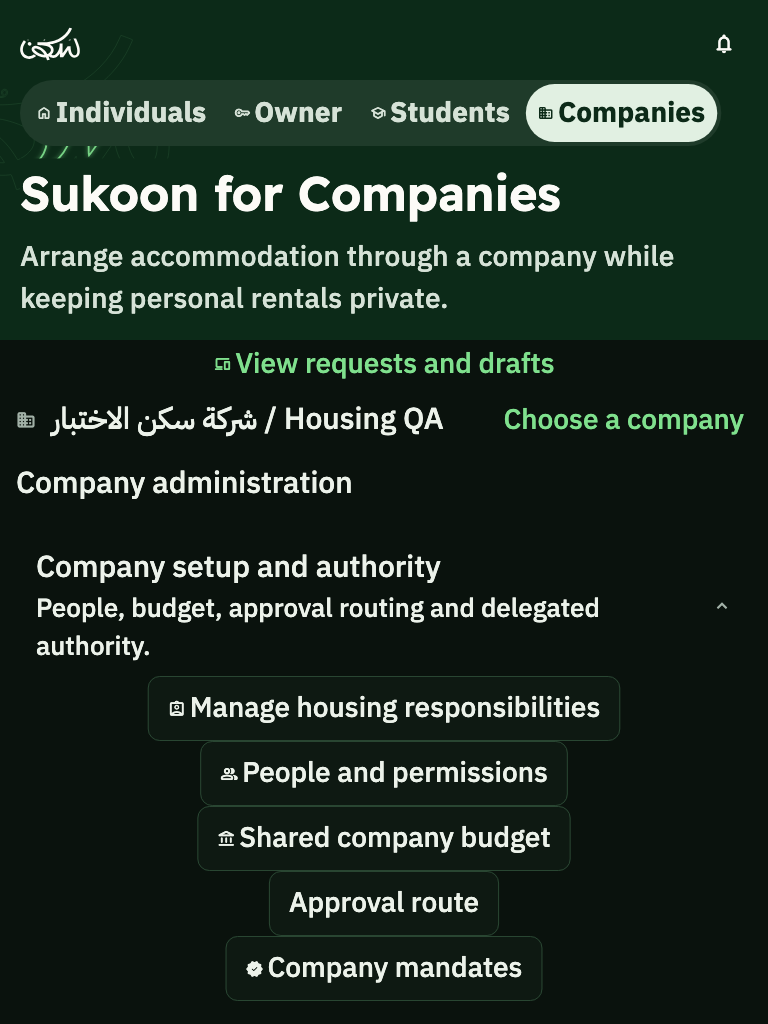 سكون
Individuals Owner Students Companies
Sukoon for Companies
Arrange accommodation through a company while
keeping personal rentals private.
View requests and drafts
شركة سكن الاختبار / Housing QA Choose a company
Company administration
Company setup and authority
People, budget, approval routing and delegated
authority.
Manage housing responsibilities
People and permissions
Shared company budget
Approval route
Company mandates